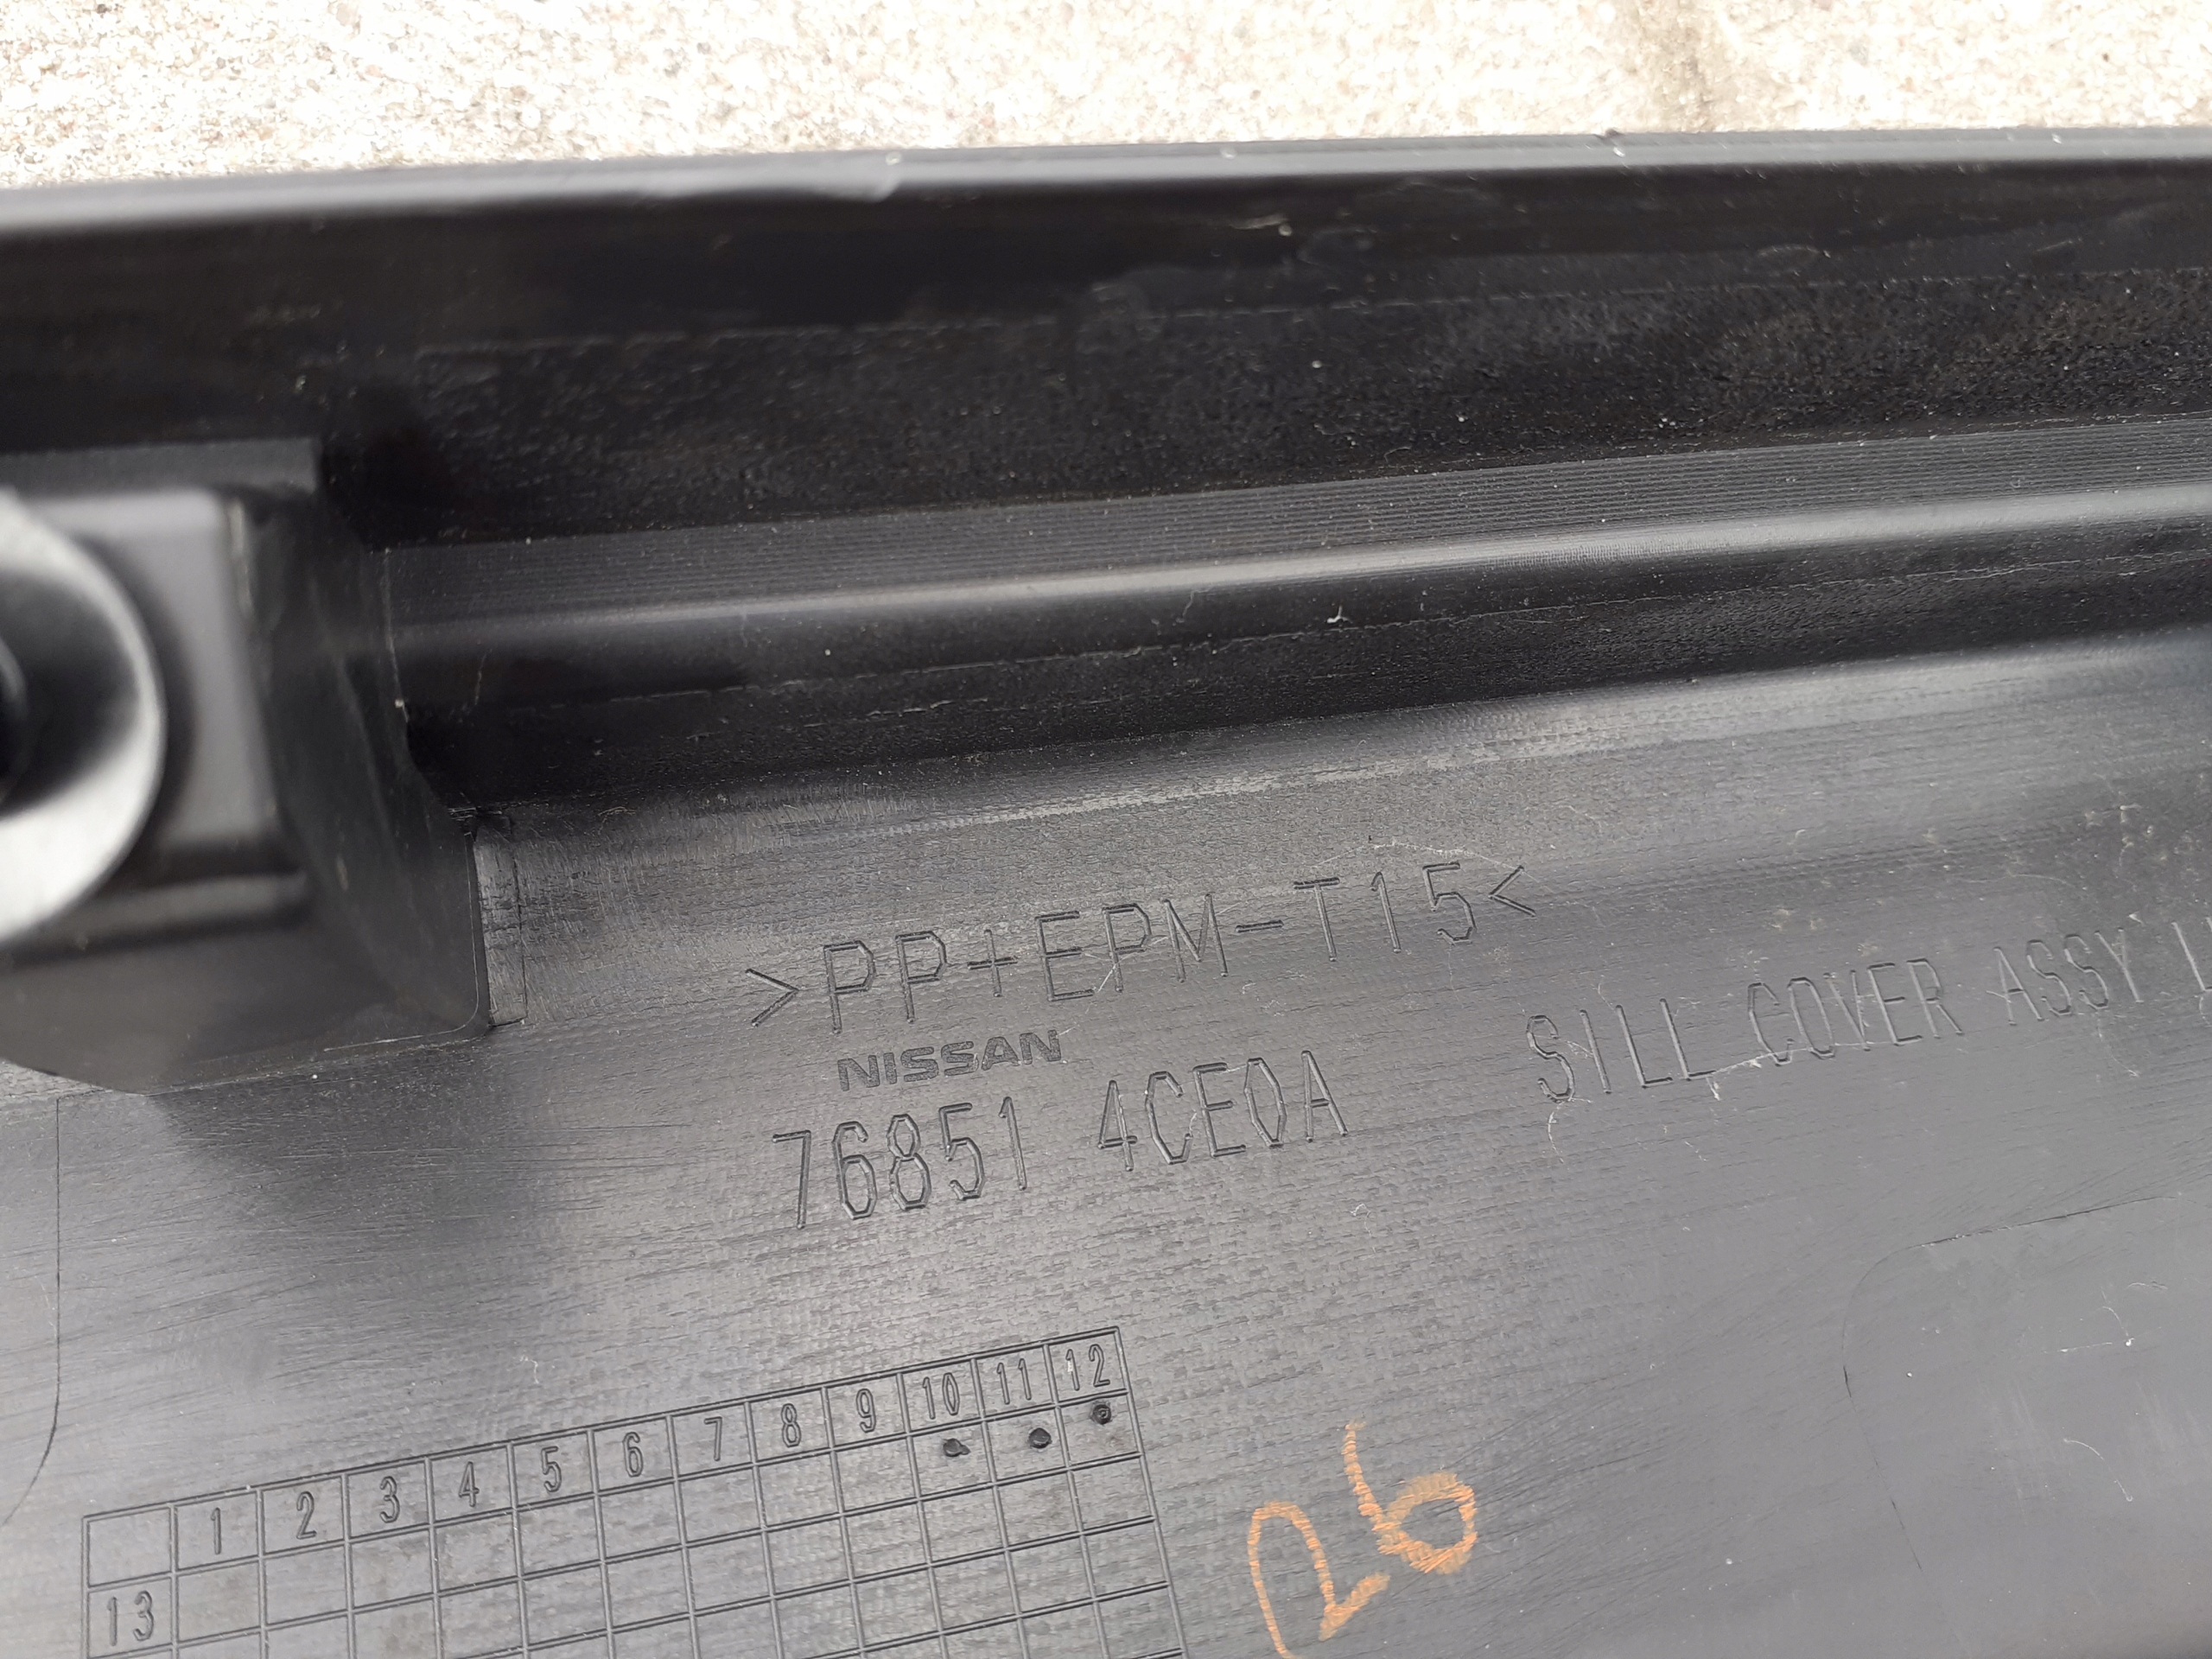 >PP+EPM-T15<
NISSAN
76851 4CE0A
SILL COVER ASSY L
1 2 3 4 5 6 7 8 9 10 11 12
13
26